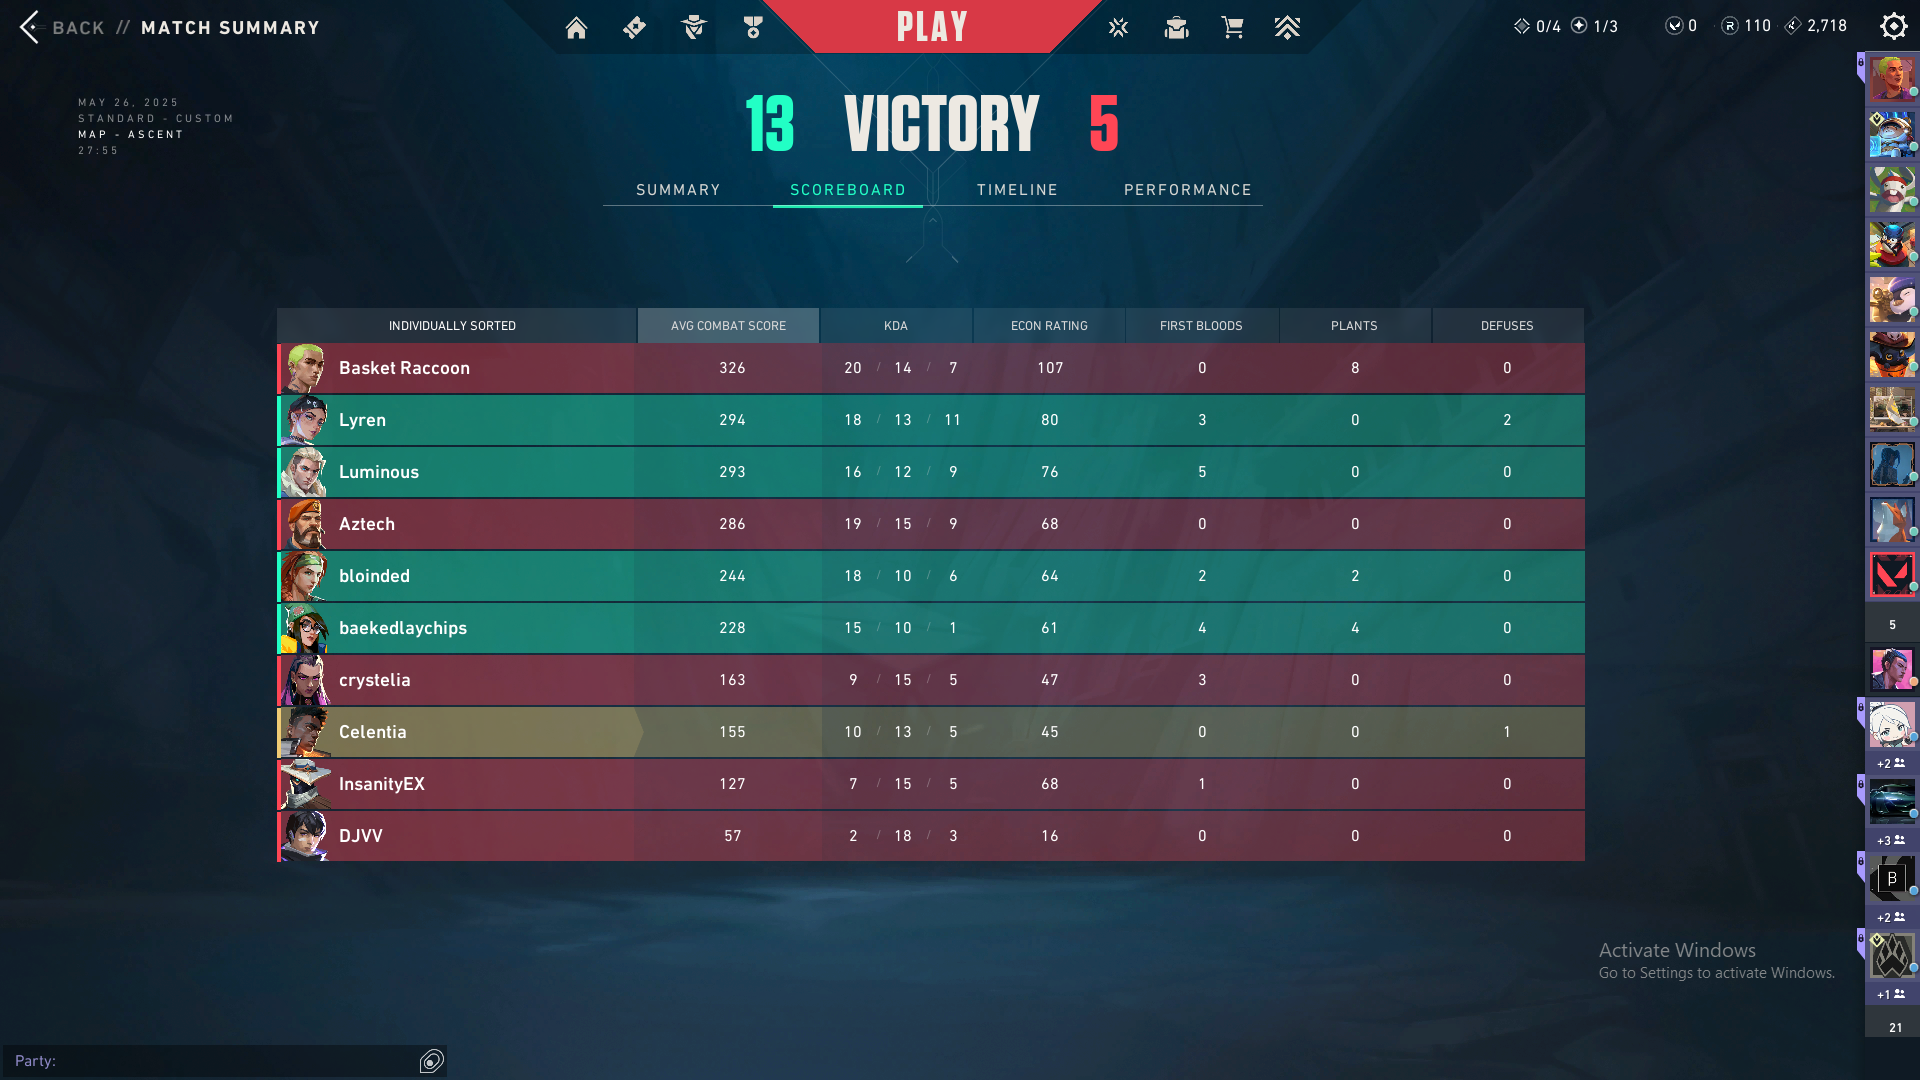 BACK // MATCH SUMMARY
PLAY
0/4 1/3 0 R 110 2,718
MAY 26, 2025
STANDARD - CUSTOM
MAP - ASCENT
27:55
13 VICTORY 5
SUMMARY SCOREBOARD TIMELINE PERFORMANCE
INDIVIDUALLY SORTED AVG COMBAT SCORE KDA ECON RATING FIRST BLOODS PLANTS DEFUSES
Basket Raccoon 326 20 / 14 / 7 107 0 8 0
Lyren 294 18 / 13 / 11 80 3 0 2
Luminous 293 16 / 12 / 9 76 5 0 0
Aztech 286 19 / 15 / 9 68 0 0 0
bloinded 244 18 / 10 / 6 64 2 2 0
baekedlaychips 228 15 / 10 / 1 61 4 4 0
crystelia 163 9 / 15 / 5 47 3 0 0
Celentia 155 10 / 13 / 5 45 0 0 1
InsanityEX 127 7 / 15 / 5 68 1 0 0
DJVV 57 2 / 18 / 3 16 0 0 0
5
+2
+3
β
+2
+1
21
Activate Windows
Go to Settings to activate Windows.
Party: